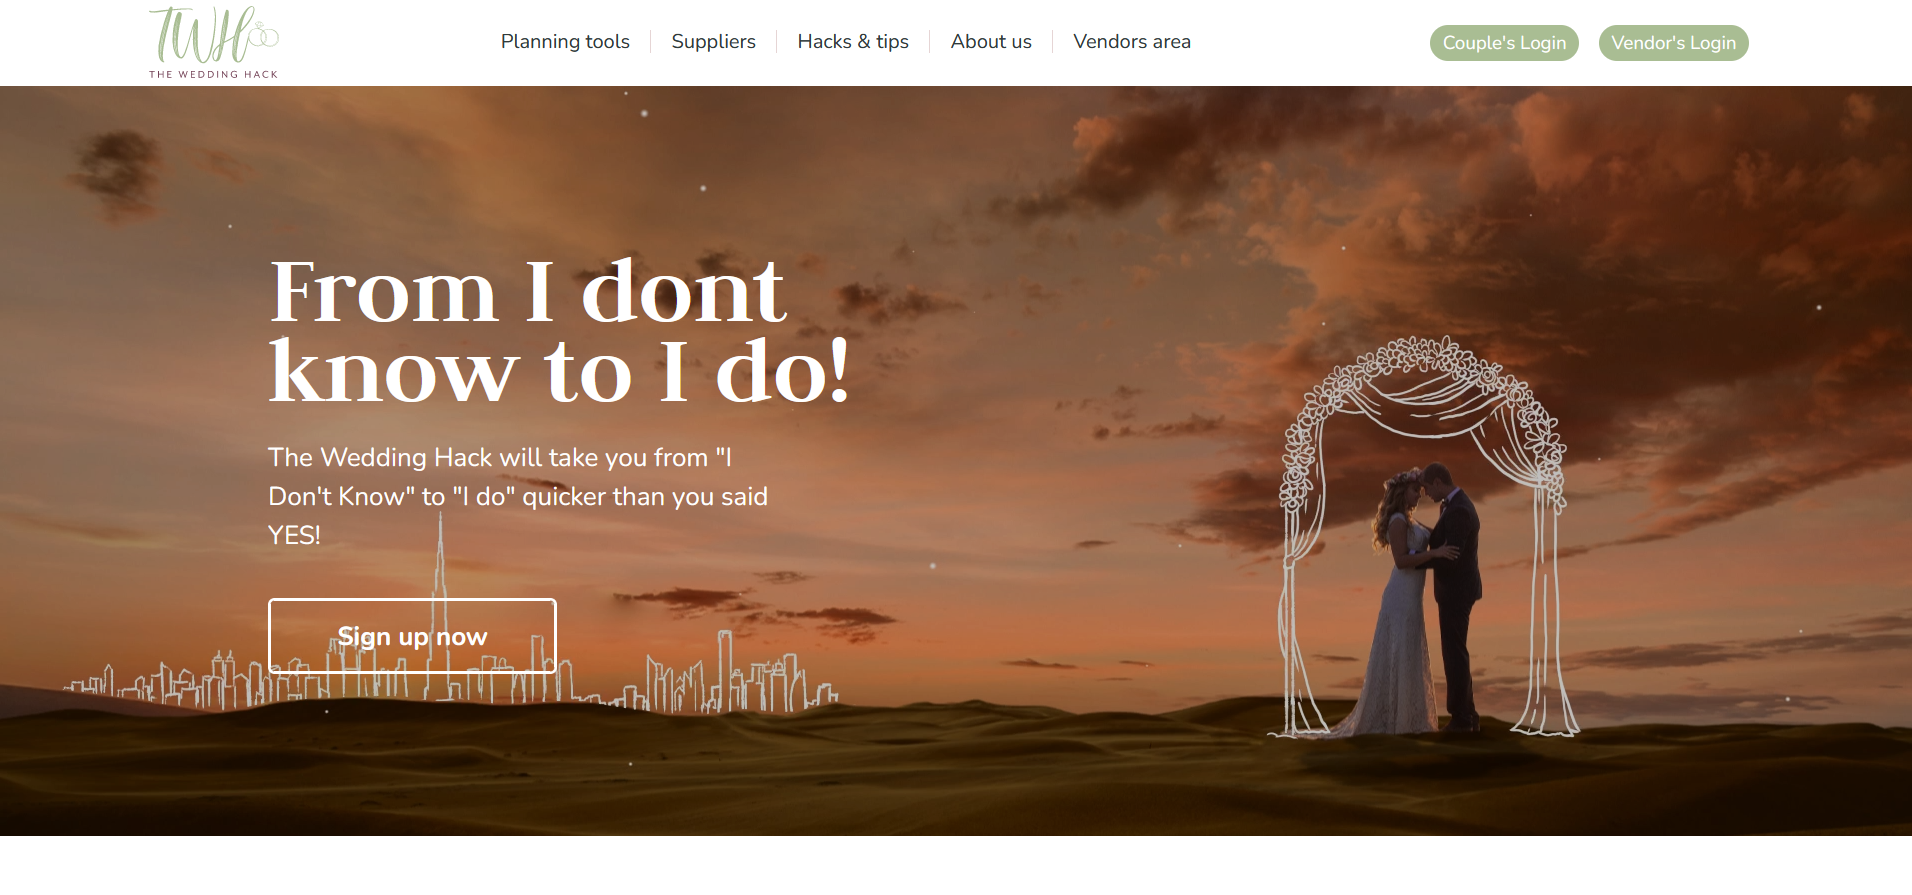 TWH
THE WEDDING HACK
Planning tools
Suppliers
Hacks & tips
About us
Vendors area
Couple's Login
Vendor's Login
From I dont
know to I do!
The Wedding Hack will take you from "I
Don't Know" to "I do" quicker than you said
YES!
Sign up now